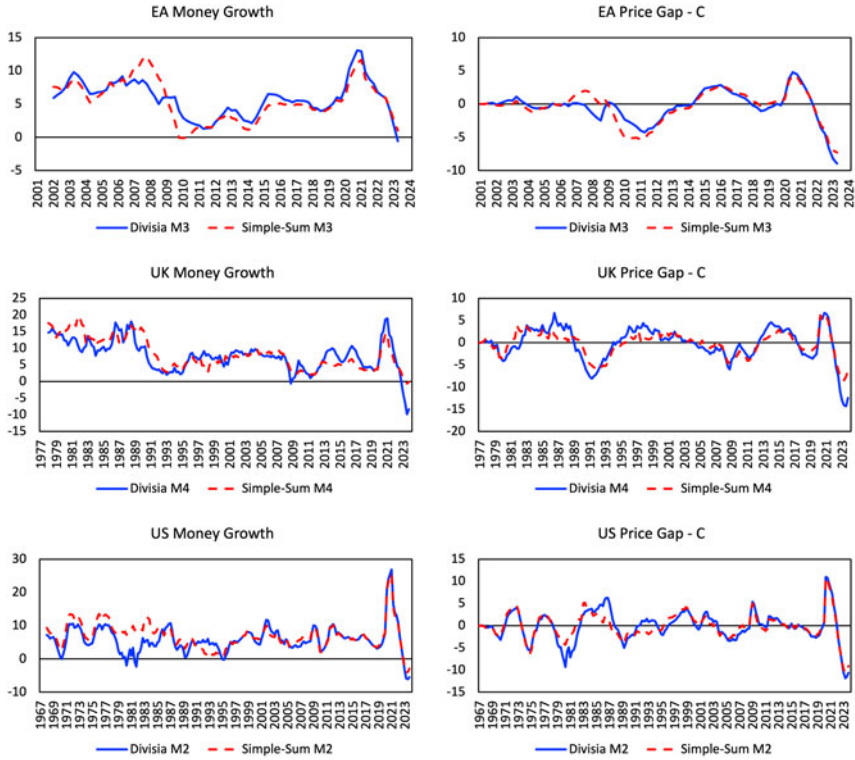 EA Money Growth
15
10
5
0
-5
2001 2002 2003 2004 2005 2006 2007 2008 2009 2010 2011 2012 2013 2014 2015 2016 2017 2018 2019 2020 2021 2022 2023 2024
Divisia M3 Simple-Sum M3
EA Price Gap - C
10
5
0
-5
-10
2001 2002 2003 2004 2005 2006 2007 2008 2009 2010 2011 2012 2013 2014 2015 2016 2017 2018 2019 2020 2021 2022 2023 2024
Divisia M3 Simple-Sum M3
UK Money Growth
25
20
15
10
5
0
-5
-10
-15
1977 1979 1981 1983 1985 1987 1989 1991 1993 1995 1997 1999 2001 2003 2005 2007 2009 2011 2013 2015 2017 2019 2021 2023
Divisia M4 Simple-Sum M4
UK Price Gap - C
10
5
0
-5
-10
-15
-20
1977 1979 1981 1983 1985 1987 1989 1991 1993 1995 1997 1999 2001 2003 2005 2007 2009 2011 2013 2015 2017 2019 2021 2023
Divisia M4 Simple-Sum M4
US Money Growth
30
20
10
0
-10
1967 1969 1971 1973 1975 1977 1979 1981 1983 1985 1987 1989 1991 1993 1995 1997 1999 2001 2003 2005 2007 2009 2011 2013 2015 2017 2019 2021 2023
Divisia M2 Simple-Sum M2
US Price Gap - C
15
10
5
0
-5
-10
-15
1967 1969 1971 1973 1975 1977 1979 1981 1983 1985 1987 1989 1991 1993 1995 1997 1999 2001 2003 2005 2007 2009 2011 2013 2015 2017 2019 2021 2023
Divisia M2 Simple-Sum M2